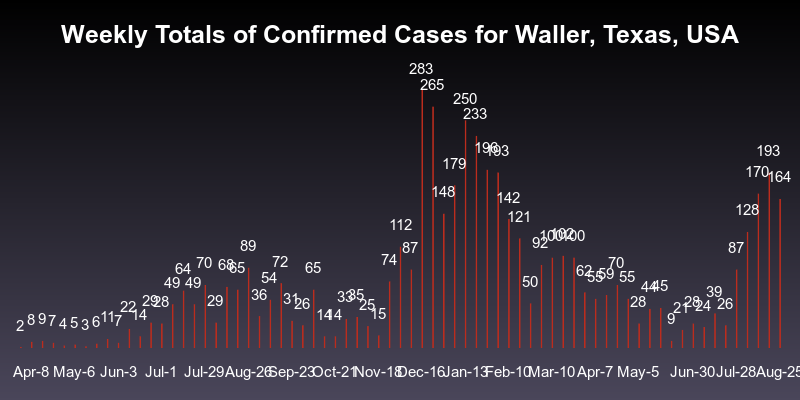 Weekly Totals of Confirmed Cases for Waller, Texas, USA
2 8 9 7 4 5 3 6 11 7 22 14 29 28 49 64 49 70 29 68 65 89 36 54 72 31 26 65 14 14 33 35 25 15 74 112 87 283 265 148 179 250 233 196 193 142 121 50 92 100 102 100 62 55 59 70 55 28 44 45 9 21 28 24 39 26 87 128 170 193 164
Apr-8 May-6 Jun-3 Jul-1 Jul-29 Aug-26 Sep-23 Oct-21 Nov-18 Dec-16 Jan-13 Feb-10 Mar-10 Apr-7 May-5 Jun-30 Jul-28 Aug-25